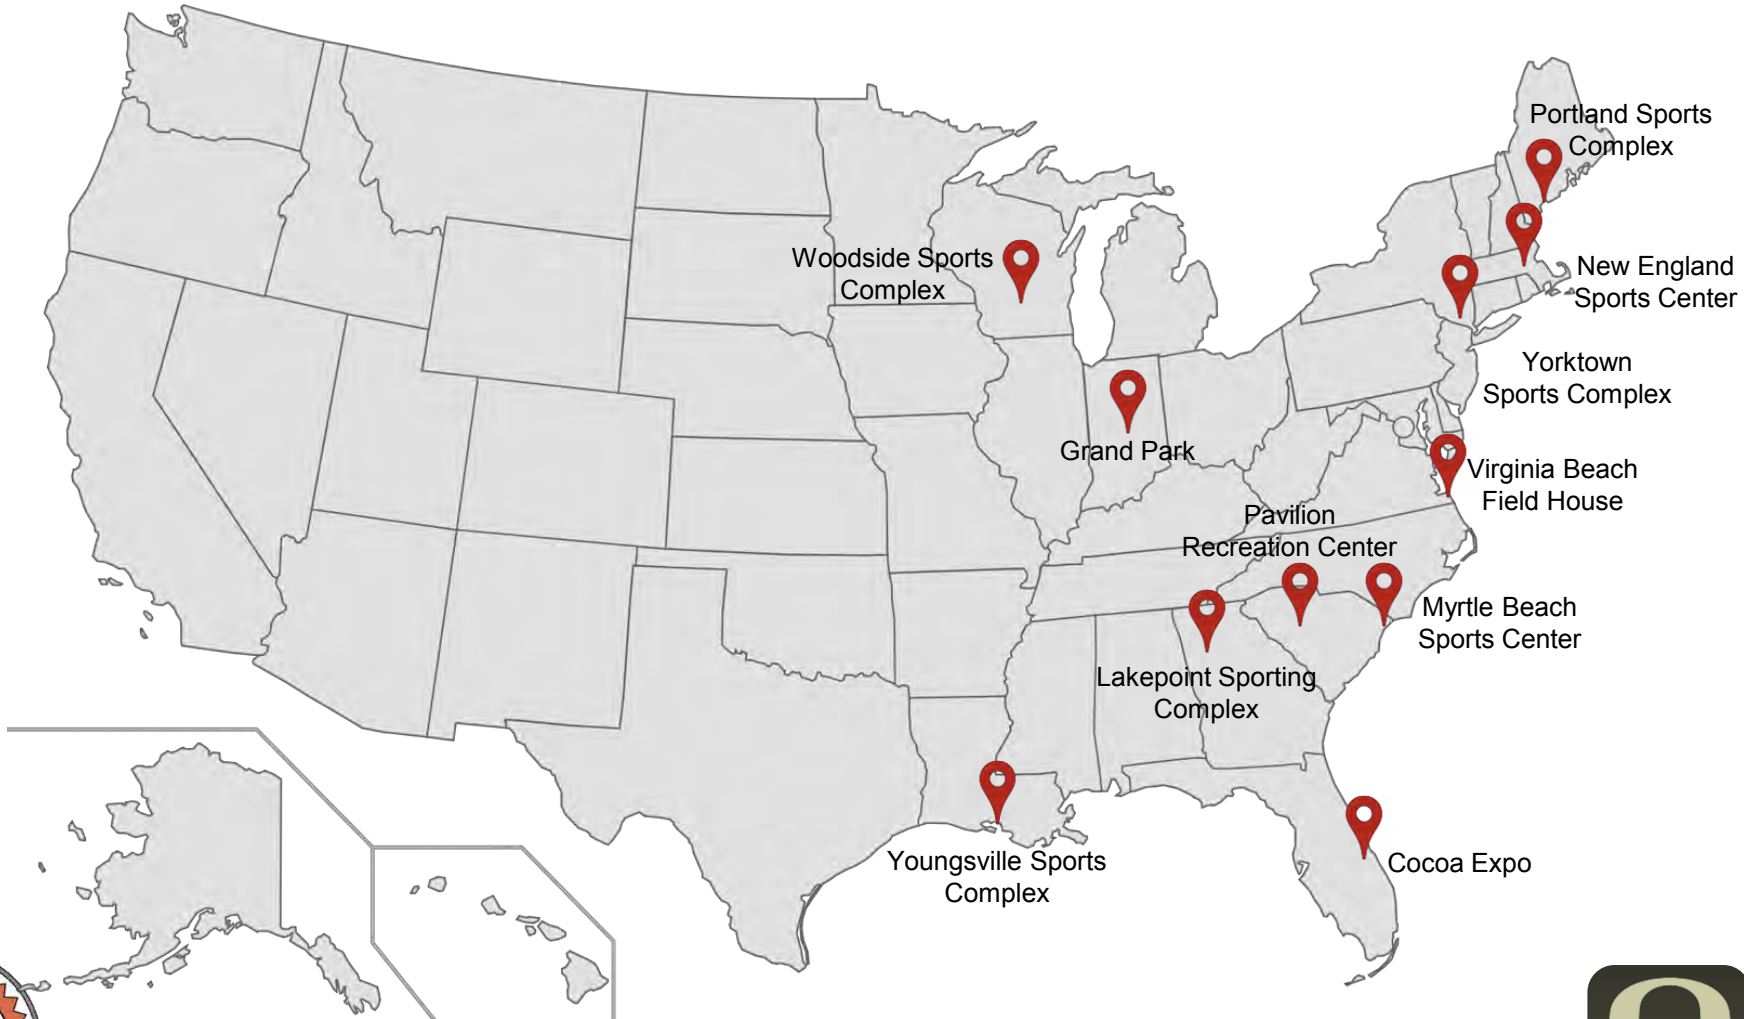 Portland Sports
Complex
Woodside Sports
Complex
New England
Sports Center
Yorktown
Sports Complex
Grand Park
Virginia Beach
Field House
Pavilion
Recreation Center
Myrtle Beach
Sports Center
Lakepoint Sporting
Complex
Youngsville Sports
Complex
Cocoa Expo